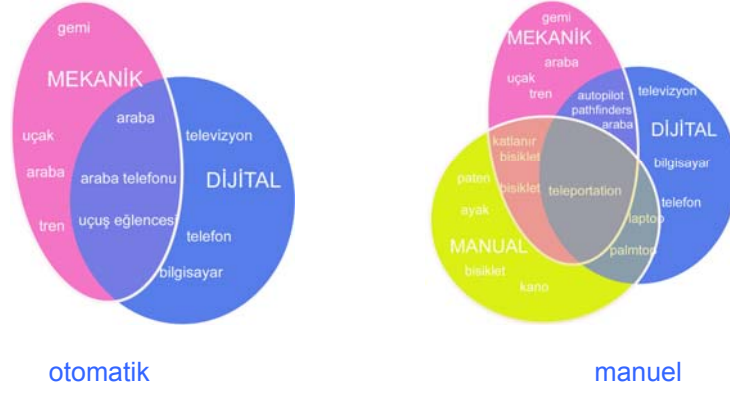 gemi
MEKANİK
araba
uçak
televizyon
araba
araba telefonu
DİJİTAL
tren
uçuş eğlencesi
telefon
bilgisayar
otomatik
gemi
MEKANİK
araba
uçak
tren
autopilot
pathfinders
araba
televizyon
DİJİTAL
katlanır
bisiklet
bilgisayar
paten
bisiklet
teleportation
ayak
telefon
laptop
MANUAL
palmtop
bisiklet
kano
manuel